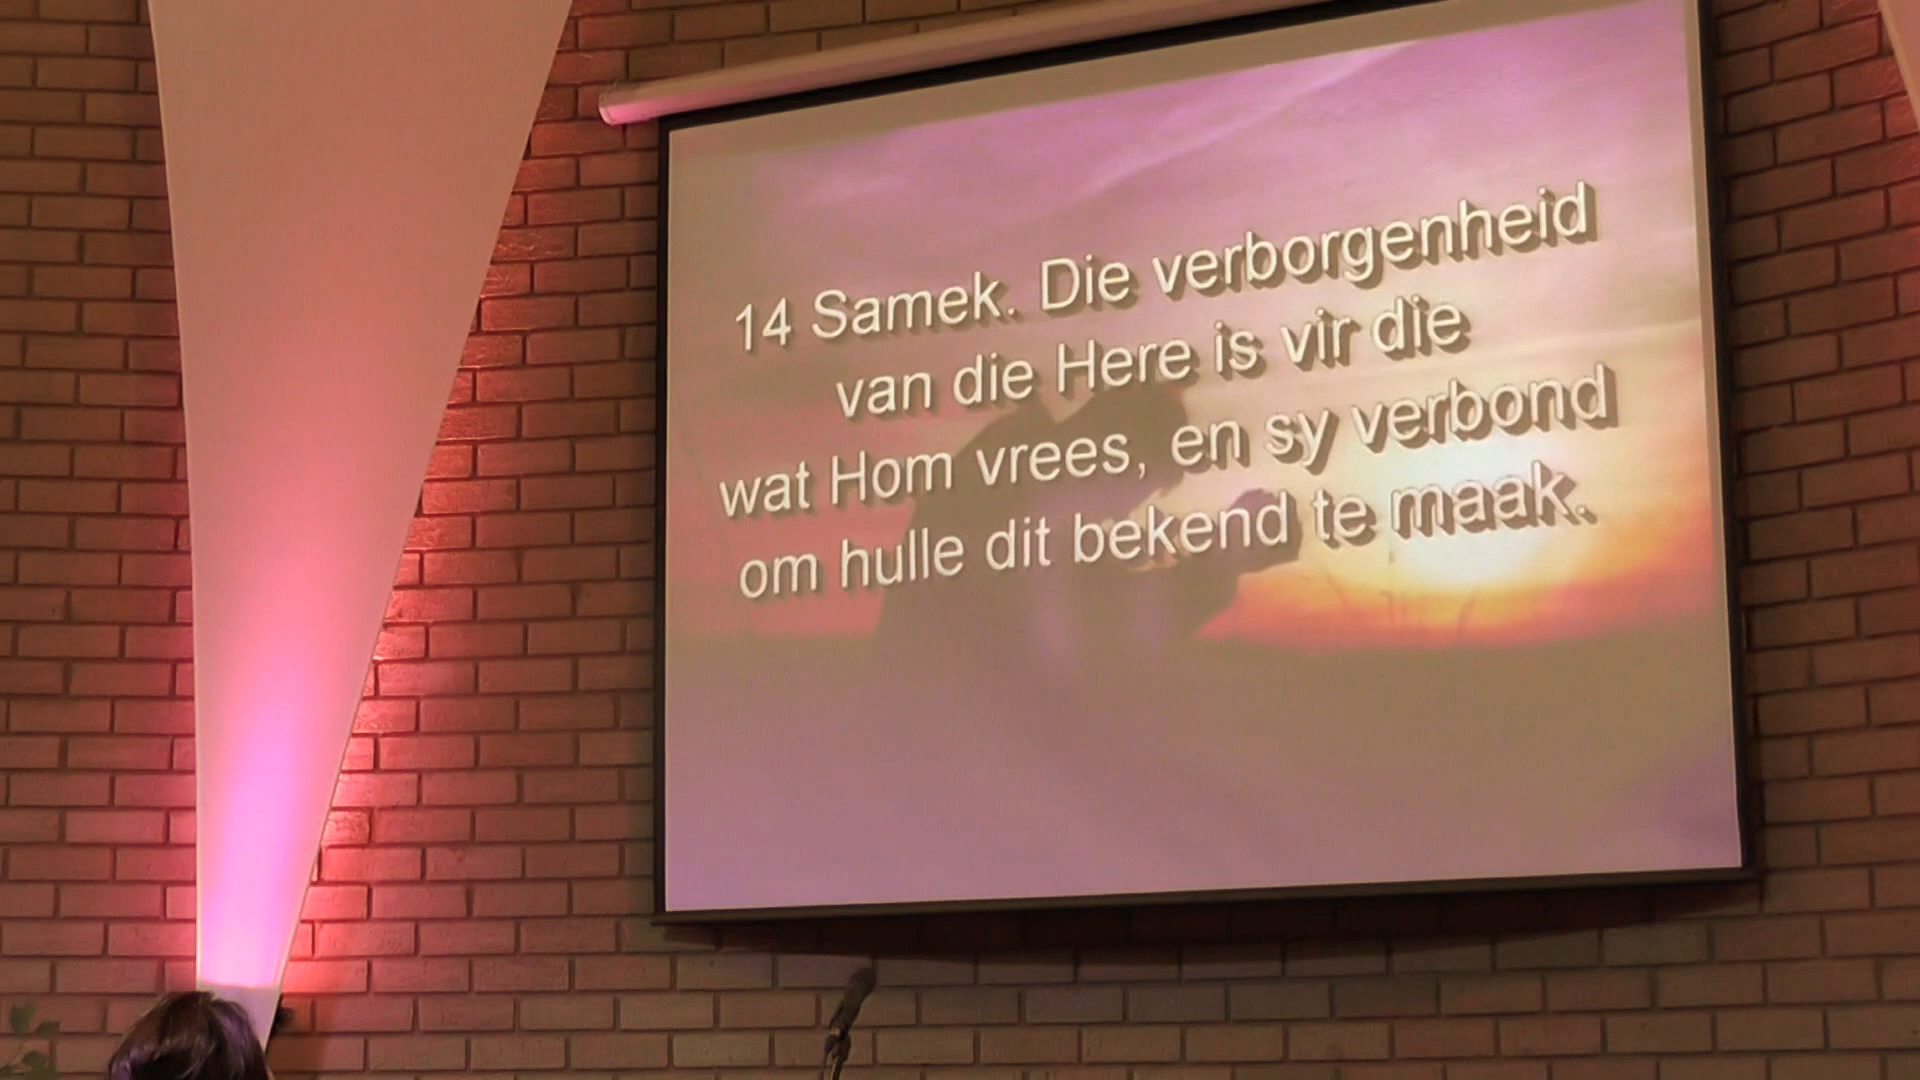 14 Samek. Die verborgenheid
van die Here is vir die
wat Hom vrees, en sy verbond
om hulle dit bekend te maak.